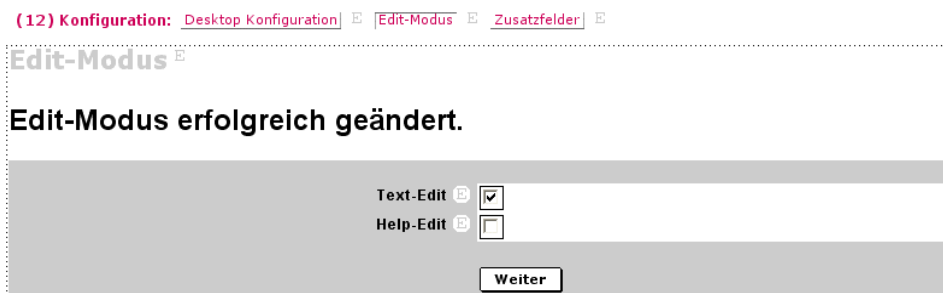 (12) Konfiguration: Desktop Konfiguration E Edit-Modus E Zusatzfelder E
Edit-Modus E
Edit-Modus erfolgreich geändert.
Text-Edit E
Help-Edit E
Weiter